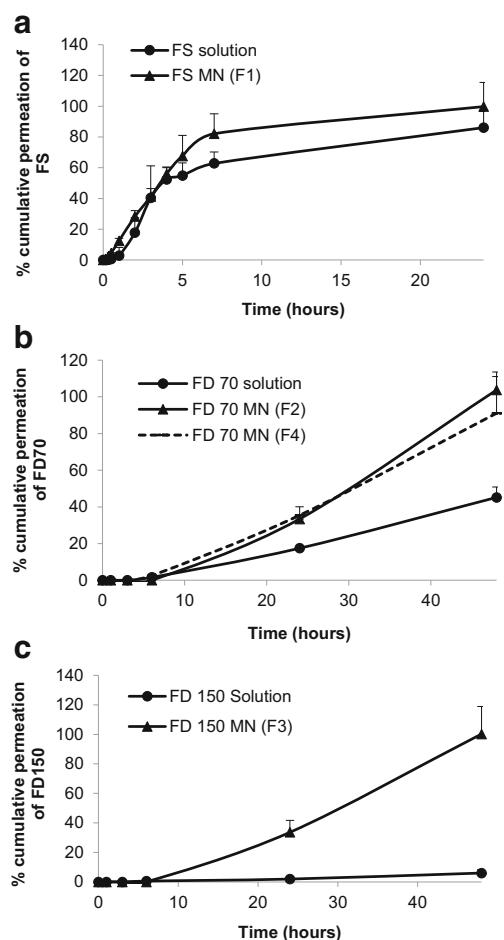 a
140
120
100
80
60
40
20
0
% cumulative permeation of
FS
FS solution
FS MN (F1)
0 5 10 15 20
Time (hours)
b
120
100
80
60
40
20
0
% cumulative permeation
of FD70
FD 70 solution
FD 70 MN (F2)
FD 70 MN (F4)
0 10 20 30 40
Time (hours)
c
140
120
100
80
60
40
20
0
% cumulative permeation
of FD150
FD 150 Solution
FD 150 MN (F3)
0 10 20 30 40
Time (hours)